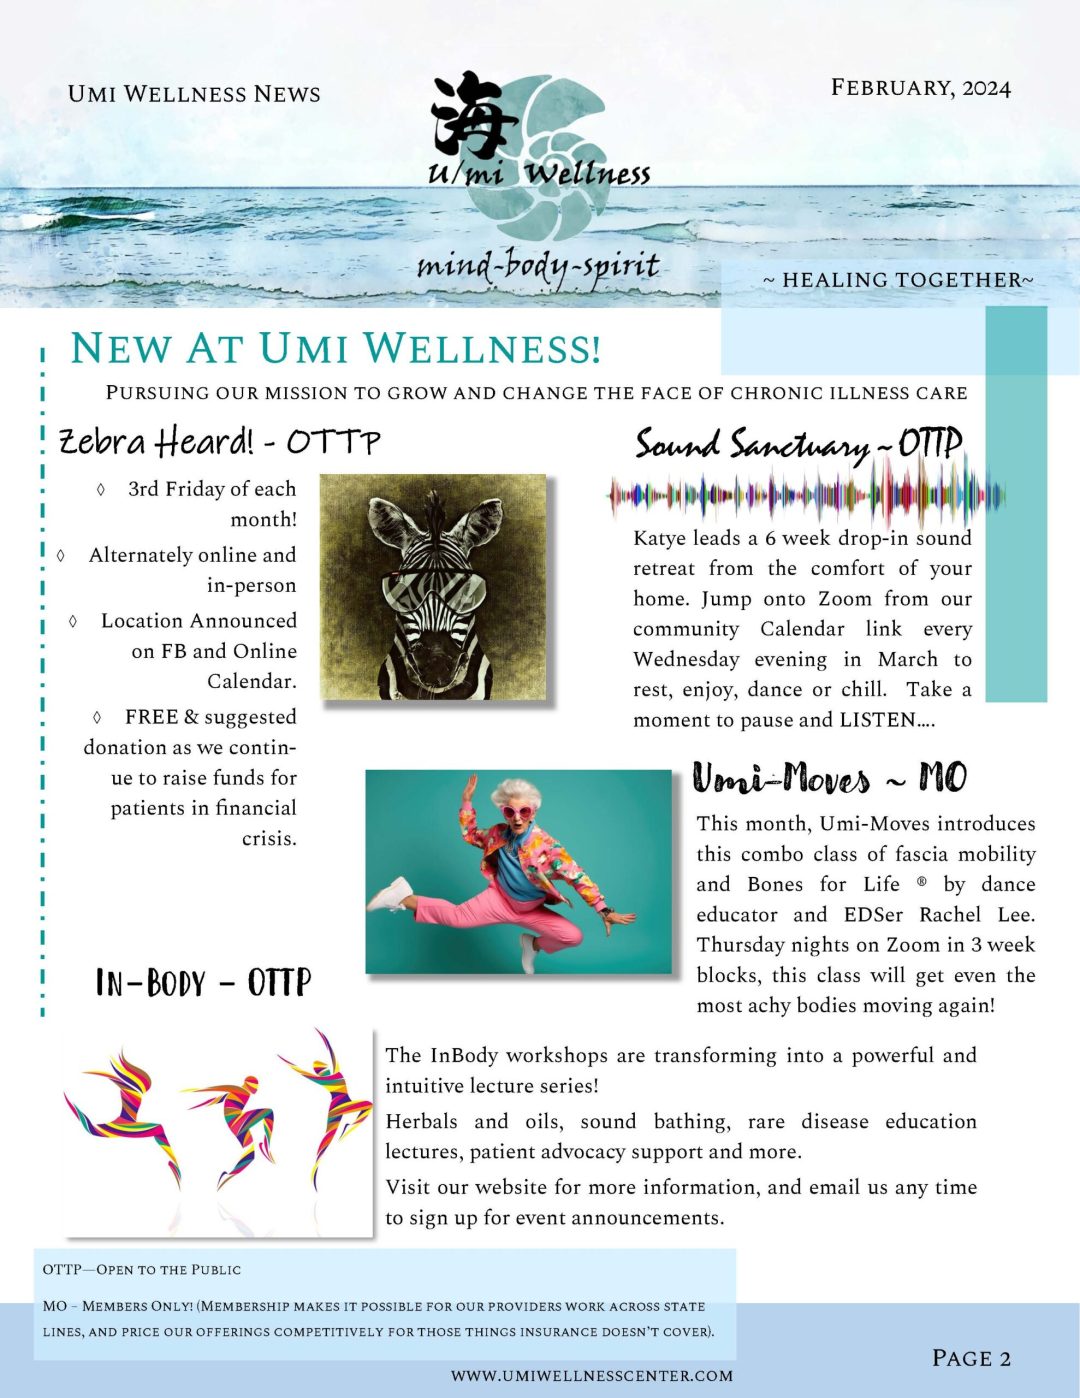 Umi Wellness News
February, 2024
海
U/mi Wellness
mind-body-spirit
~ HEALING TOGETHER~
New At Umi Wellness!
Pursuing our mission to grow and change the face of chronic illness care
Zebra Heard! - OTTP
◊ 3rd Friday of each
month!
◊ Alternately online and
in-person
◊ Location Announced
on FB and Online
Calendar.
◊ FREE & suggested
donation as we contin-
ue to raise funds for
patients in financial
crisis.
Sound Sanctuary ~ OTTP
Katye leads a 6 week drop-in sound
retreat from the comfort of your
home. Jump onto Zoom from our
community Calendar link every
Wednesday evening in March to
rest, enjoy, dance or chill. Take a
moment to pause and LISTEN....
Umi-Moves ~ MO
This month, Umi-Moves introduces
this combo class of fascia mobility
and Bones for Life ® by dance
educator and EDSer Rachel Lee.
Thursday nights on Zoom in 3 week
blocks, this class will get even the
most achy bodies moving again!
In-Body - OTTP
The InBody workshops are transforming into a powerful and
intuitive lecture series!
Herbals and oils, sound bathing, rare disease education
lectures, patient advocacy support and more.
Visit our website for more information, and email us any time
to sign up for event announcements.
OTTP—Open to the Public
MO – Members Only! (Membership makes it possible for our providers work across state
lines, and price our offerings competitively for those things insurance doesn't cover).
www.umiwellnesscenter.com
Page 2